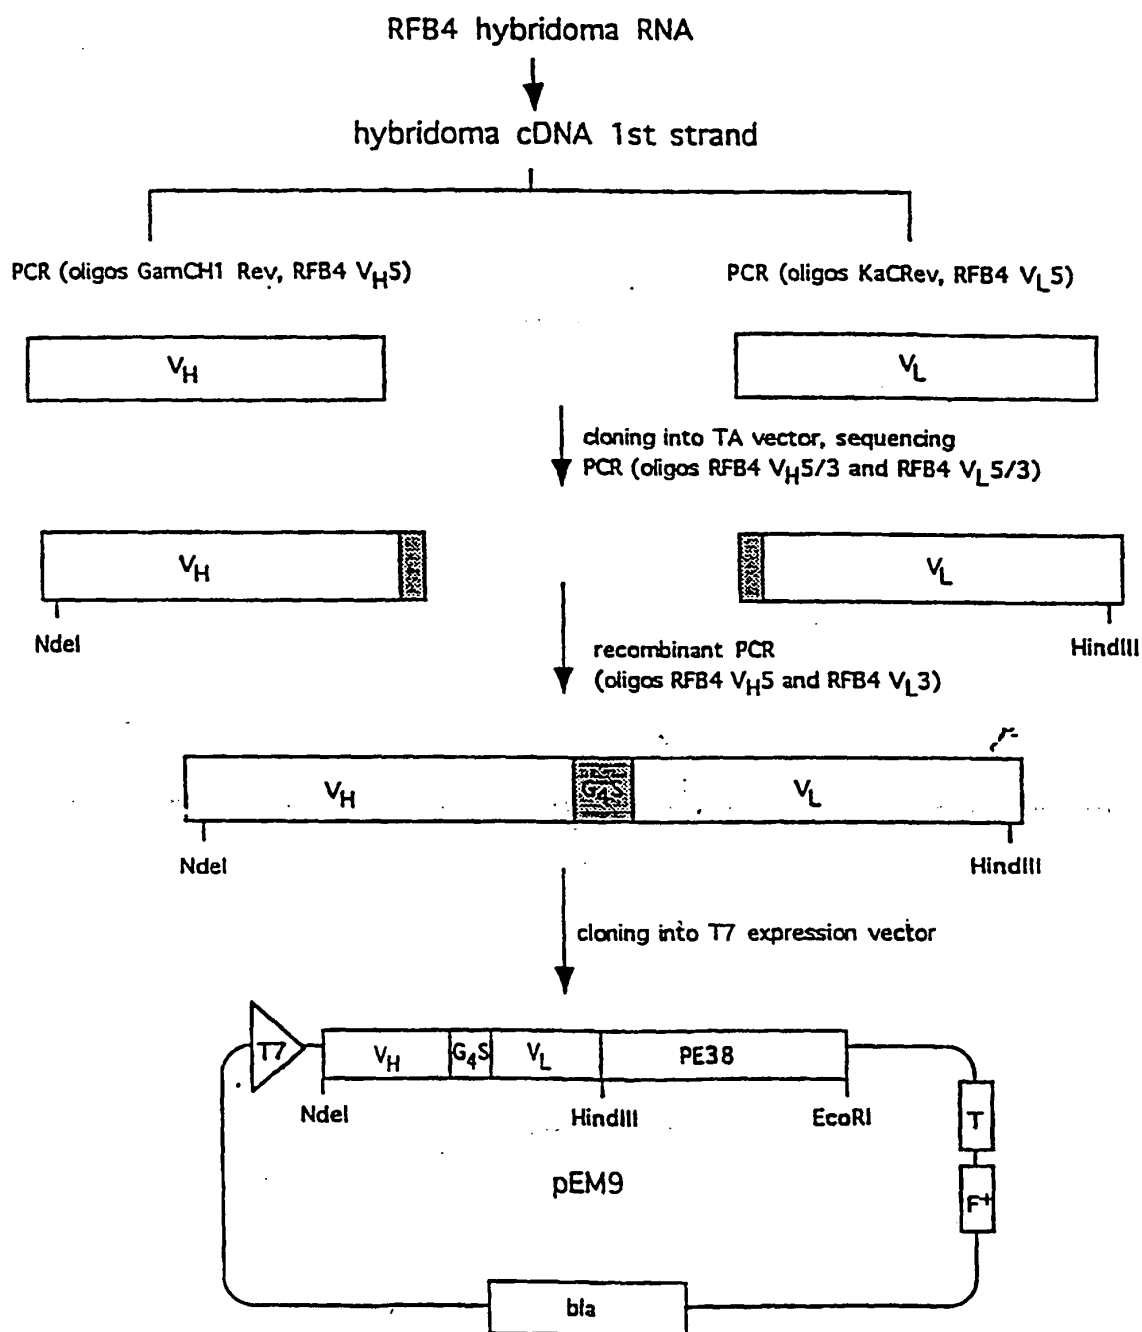 RFB4 hybridoma RNA
hybridoma cDNA 1st strand
PCR (oligos GamCH1 Rev, RFB4 VH5)
PCR (oligos KaCRev, RFB4 VL5)
VH
VL
cloning into TA vector, sequencing
PCR (oligos RFB4 VH5/3 and RFB4 VL5/3)
VH
VL
NdeI
HindIII
recombinant PCR
(oligos RFB4 VH5 and RFB4 VL3)
VH
G4S
VL
NdeI
HindIII
cloning into T7 expression vector
T7
VH
G4S
VL
PE38
NdeI
HindIII
EcoRI
T
pEM9
F+
bla